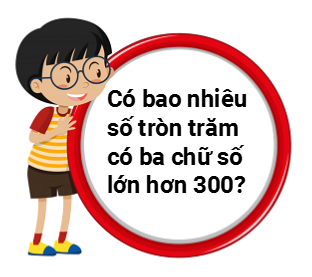 Có bao nhiêu
số tròn trăm
có ba chữ số
lớn hơn 300?